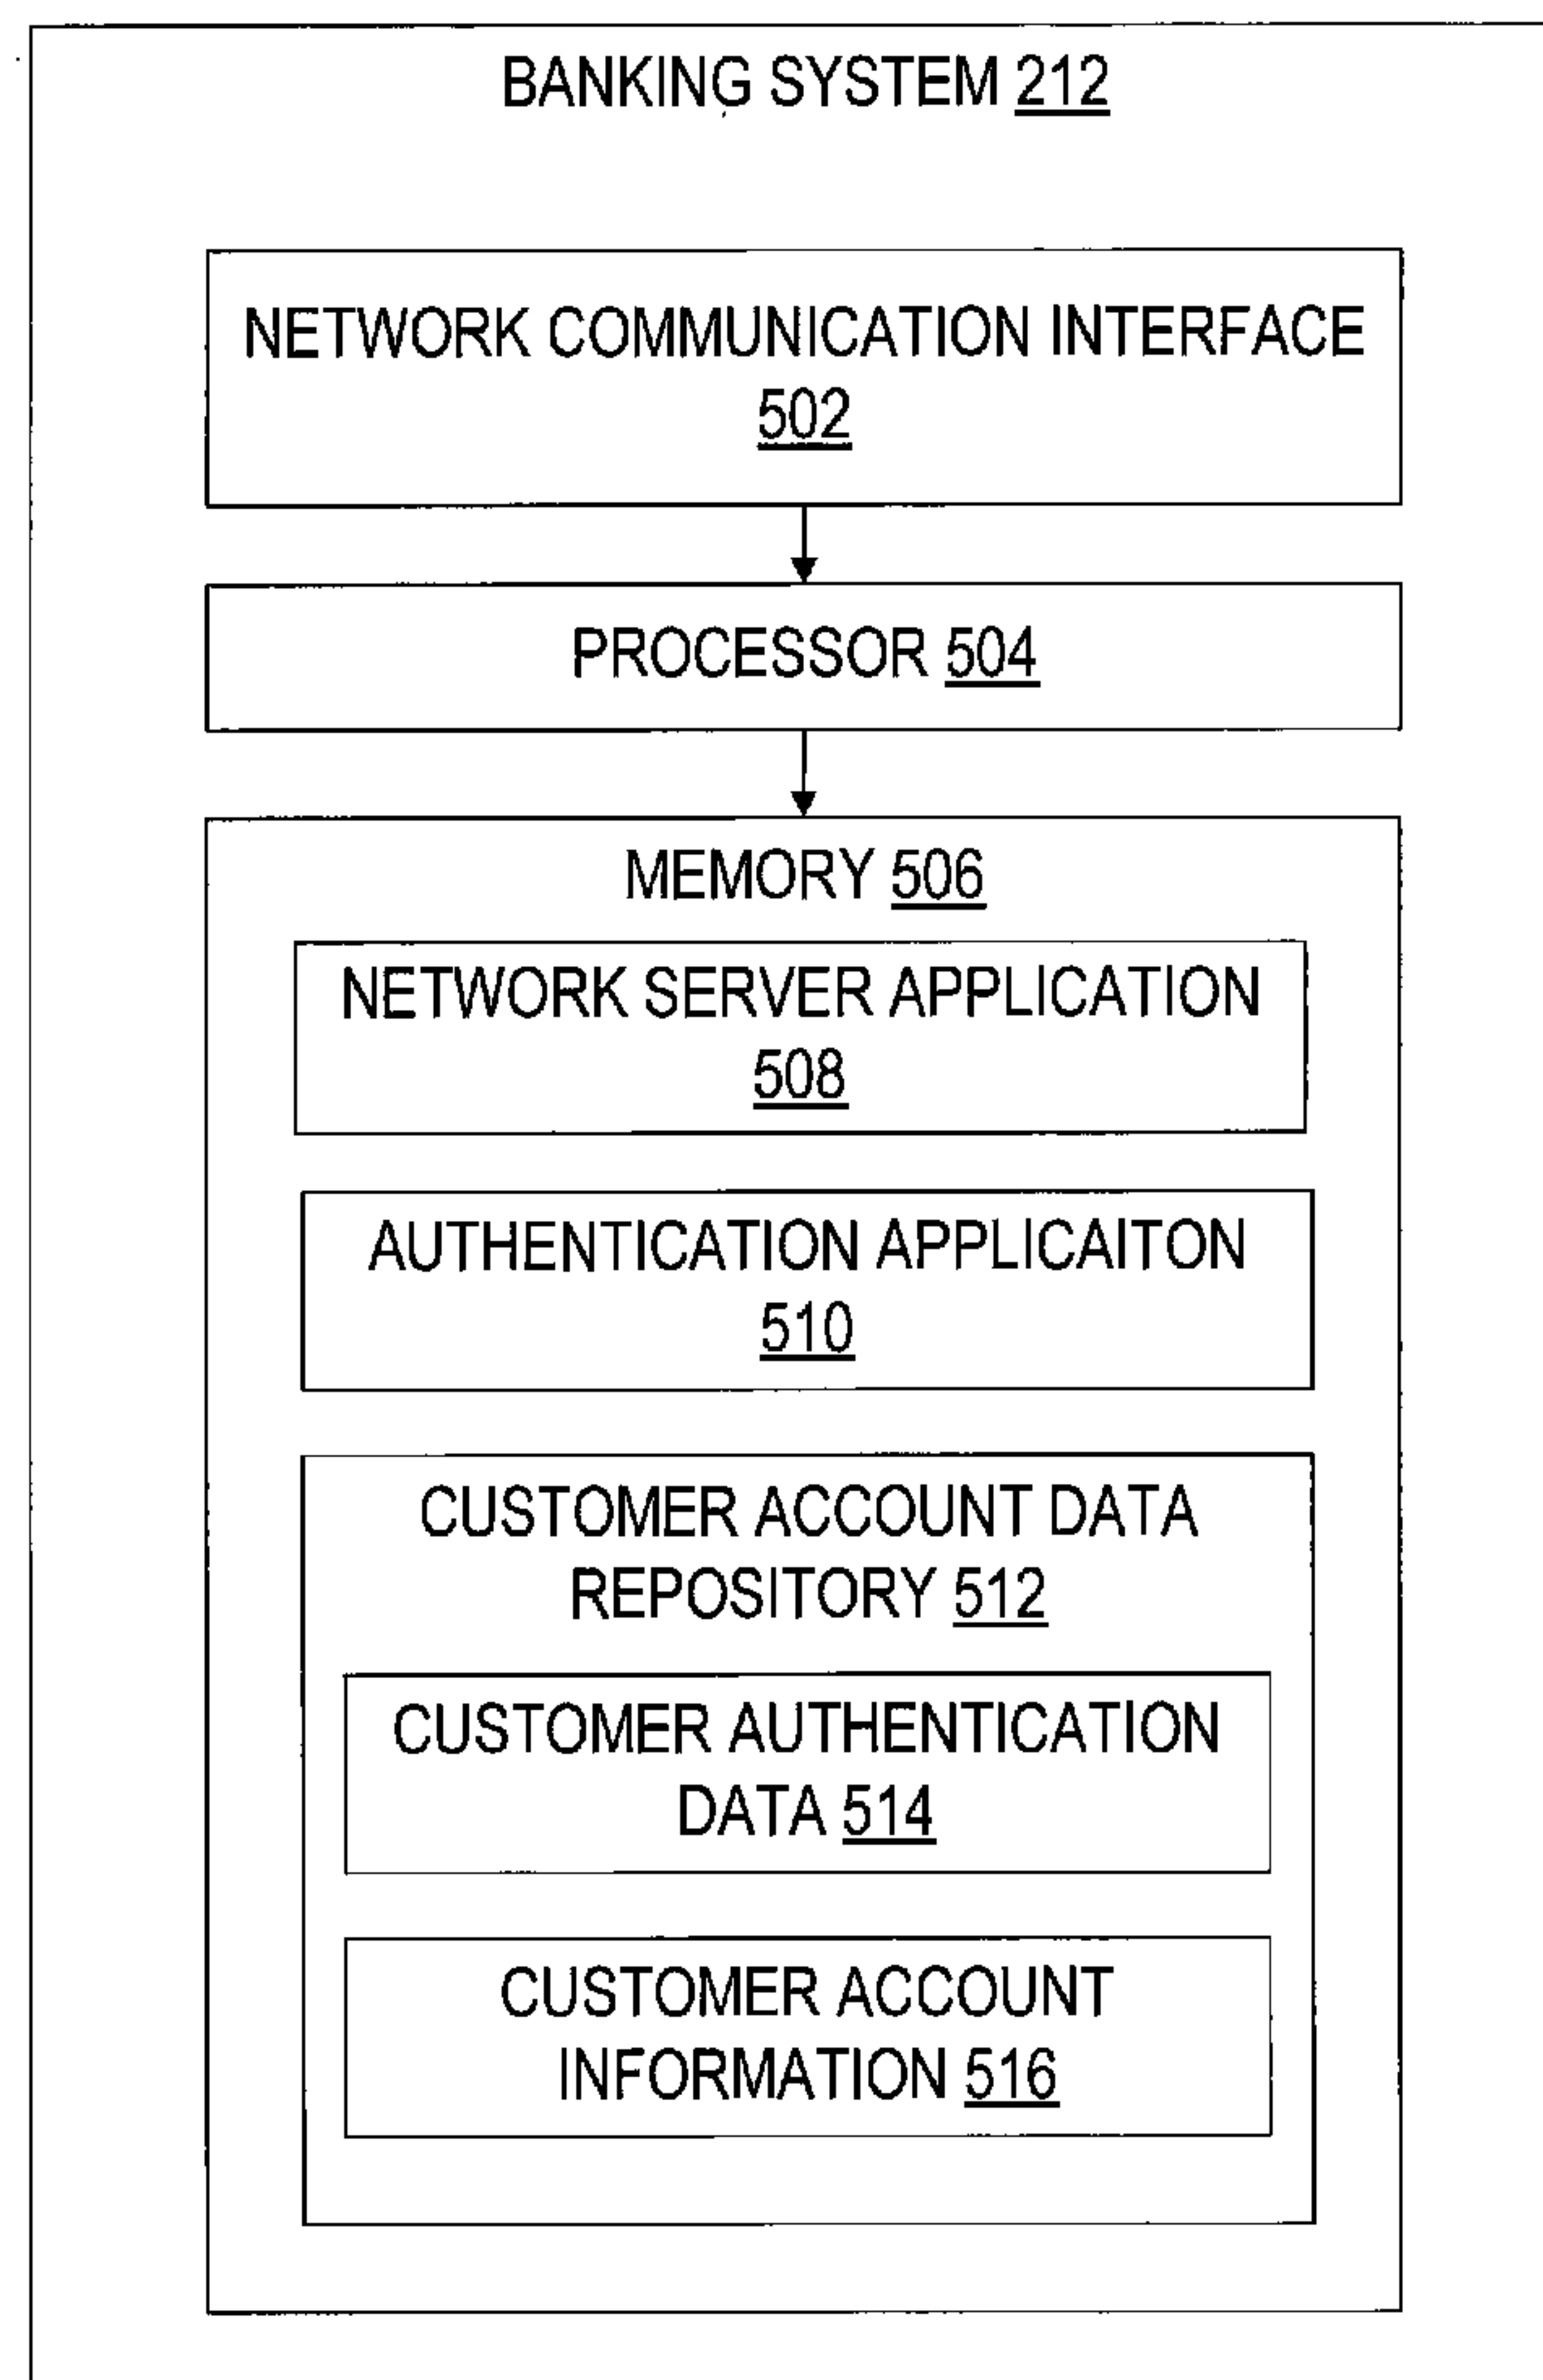 BANKING SYSTEM 212
NETWORK COMMUNICATION INTERFACE
502
PROCESSOR 504
MEMORY 506
NETWORK SERVER APPLICATION
508
AUTHENTICATION APPLICAITON
510
CUSTOMER ACCOUNT DATA
REPOSITORY 512
CUSTOMER AUTHENTICATION
DATA 514
CUSTOMER ACCOUNT
INFORMATION 516